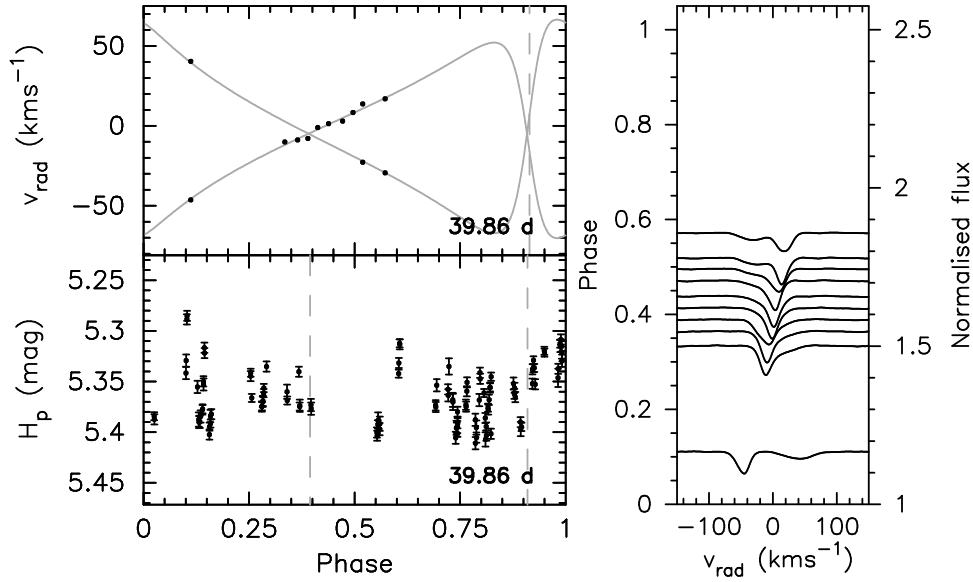 50
0
−50
v_rad (kms^−1)
39.86 d
5.25
5.3
5.35
5.4
5.45
H_p (mag)
39.86 d
0 0.25 0.5 0.75 1
Phase
1
0.8
0.6
0.4
0.2
0
Phase
2.5
2
1.5
1
Normalised flux
−100 0 100
v_rad (kms^−1)